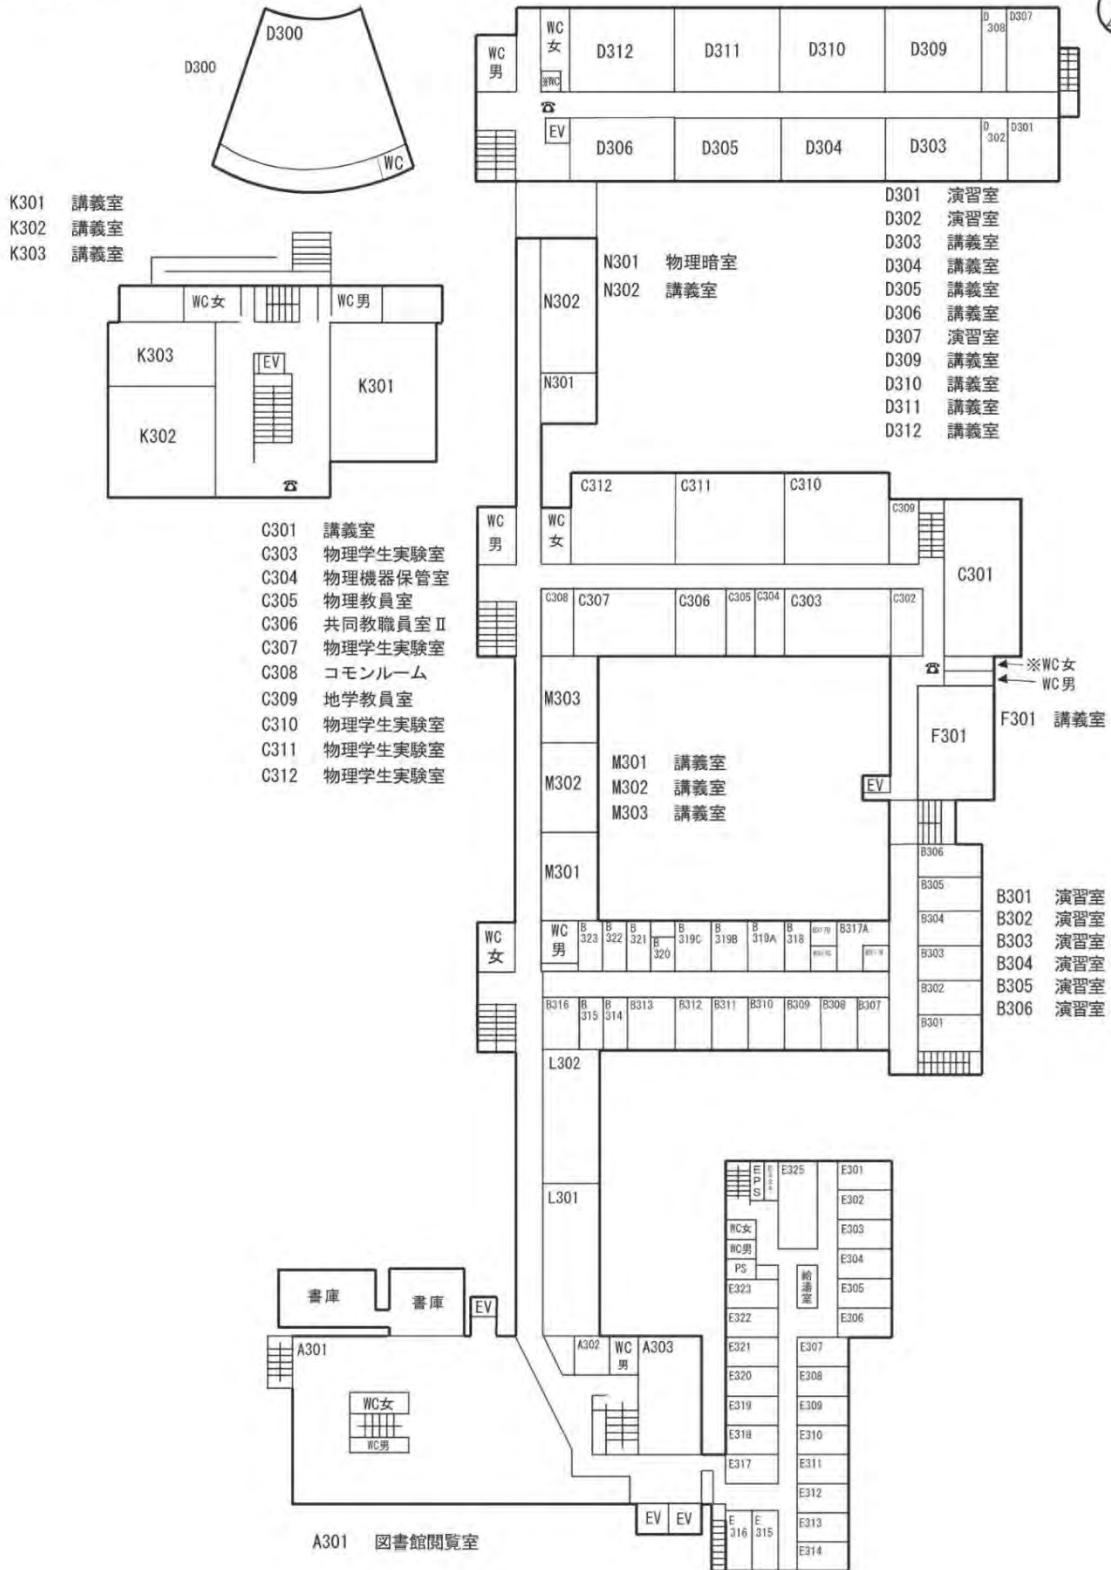 D300
D300
WC
WC
男
WC
女
※WC
EV
D312
D311
D310
D309
D
308
D307
D306
D305
D304
D303
D
302
D301
K301 講義室
K302 講義室
K303 講義室
WC女
WC男
K303
EV
K301
K302
N302
N301
N301 物理暗室
N302 講義室
D301 演習室
D302 演習室
D303 講義室
D304 講義室
D305 講義室
D306 講義室
D307 演習室
D309 講義室
D310 講義室
D311 講義室
D312 講義室
C301 講義室
C303 物理学生実験室
C304 物理機器保管室
C305 物理教員室
C306 共同教職員室Ⅱ
C307 物理学生実験室
C308 コモンルーム
C309 地学教員室
C310 物理学生実験室
C311 物理学生実験室
C312 物理学生実験室
WC
男
WC
女
C312
C311
C310
C309
C301
C308
C307
C306
C305
C304
C303
C302
※WC女
WC男
F301 講義室
F301
EV
M303
M302
M301
M301 講義室
M302 講義室
M303 講義室
B306
B305
B304
B303
B302
B301
B301 演習室
B302 演習室
B303 演習室
B304 演習室
B305 演習室
B306 演習室
WC
女
WC
男
B
323
B
322
B
321
B
320
B
319C
B
319B
B
319A
B
318
B317A
B316
B
315
B
314
B313
B312
B311
B310
B309
B308
B307
L302
L301
書庫
書庫
EV
A301
WC女
WC男
A302
WC
男
A303
EV
EV
A301 図書館閲覧室
EPS
E325
WC女
WC男
PS
給湯室
E301
E302
E303
E304
E305
E306
E307
E308
E309
E310
E311
E312
E313
E314
E323
E322
E321
E320
E319
E318
E317
E
316
E
315